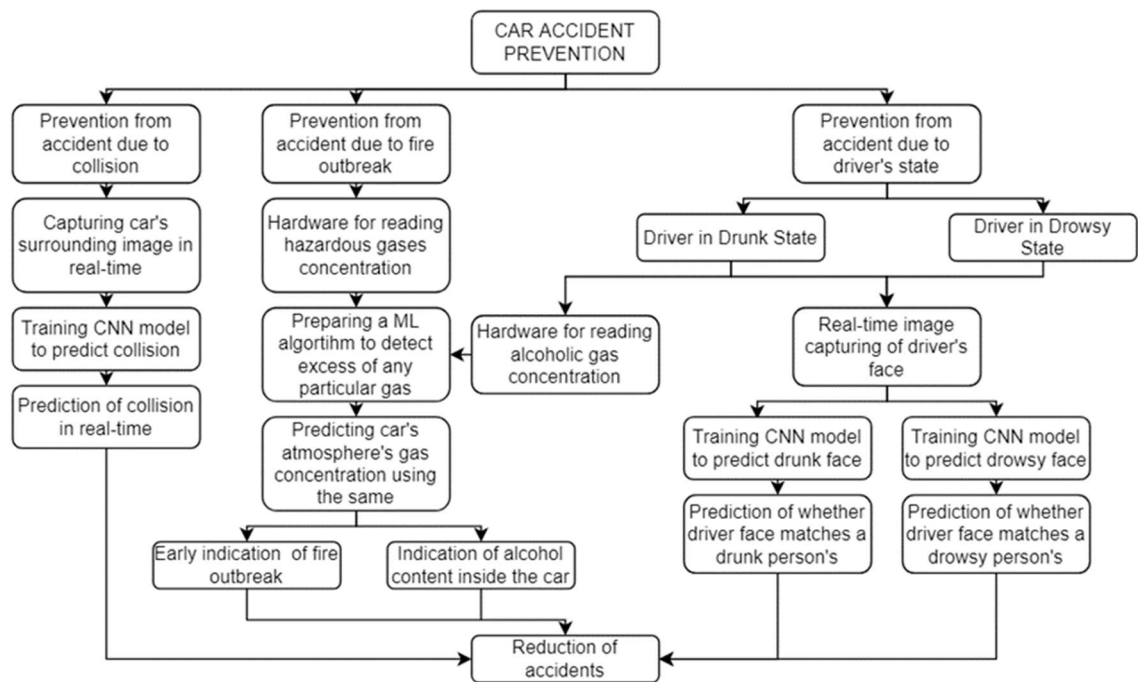 CAR ACCIDENT
PREVENTION
Prevention from
accident due to
collision
Prevention from
accident due to fire
outbreak
Prevention from
accident due to
driver's state
Capturing car's
surrounding image in
real-time
Hardware for reading
hazardous gases
concentration
Driver in Drunk State
Driver in Drowsy
State
Training CNN model
to predict collision
Preparing a ML
algortihm to detect
excess of any
particular gas
Hardware for reading
alcoholic gas
concentration
Real-time image
capturing of driver's
face
Prediction of collision
in real-time
Predicting car's
atmosphere's gas
concentration using
the same
Training CNN model
to predict drunk face
Training CNN model
to predict drowsy face
Prediction of whether
driver face matches a
drunk person's
Prediction of whether
driver face matches a
drowsy person's
Early indication of fire
outbreak
Indication of alcohol
content inside the car
Reduction of
accidents